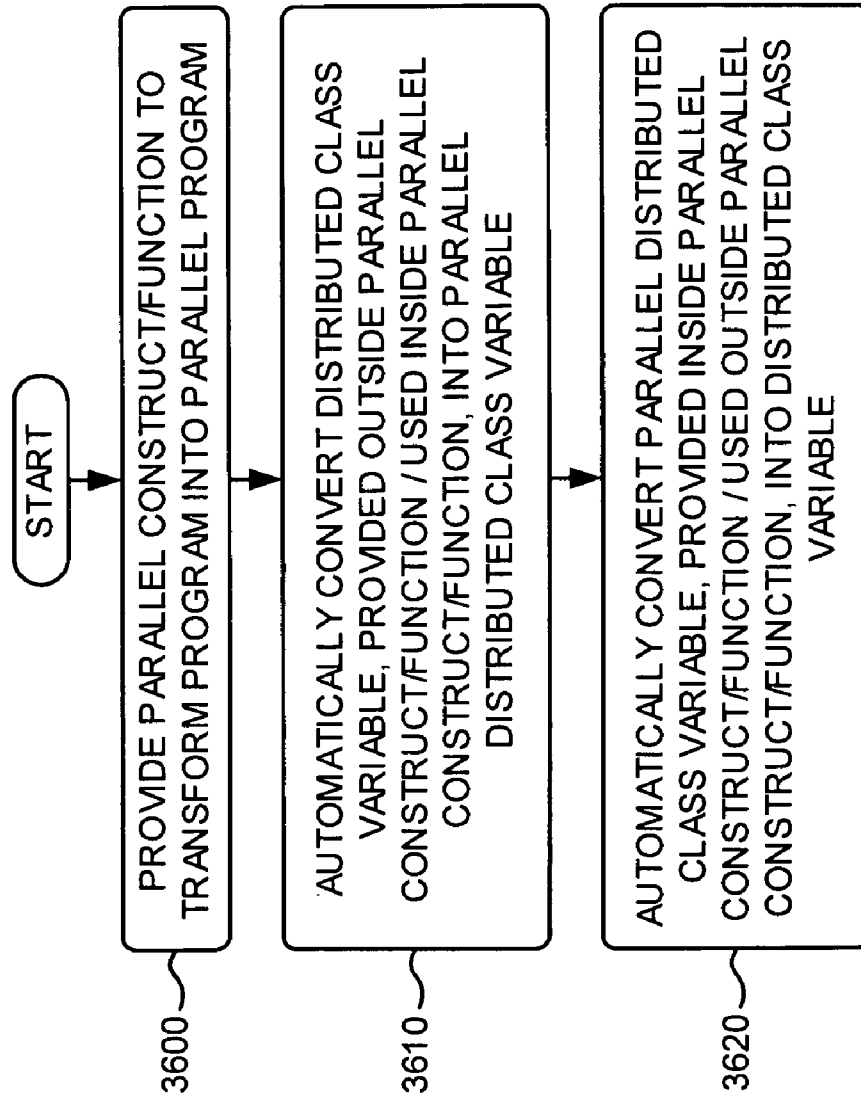 START
PROVIDE PARALLEL CONSTRUCT/FUNCTION TO
TRANSFORM PROGRAM INTO PARALLEL PROGRAM
3600
AUTOMATICALLY CONVERT DISTRIBUTED CLASS
VARIABLE, PROVIDED OUTSIDE PARALLEL
CONSTRUCT/FUNCTION / USED INSIDE PARALLEL
CONSTRUCT/FUNCTION, INTO PARALLEL
DISTRIBUTED CLASS VARIABLE
3610
AUTOMATICALLY CONVERT PARALLEL DISTRIBUTED
CLASS VARIABLE, PROVIDED INSIDE PARALLEL
CONSTRUCT/FUNCTION / USED OUTSIDE PARALLEL
CONSTRUCT/FUNCTION, INTO DISTRIBUTED CLASS
VARIABLE
3620